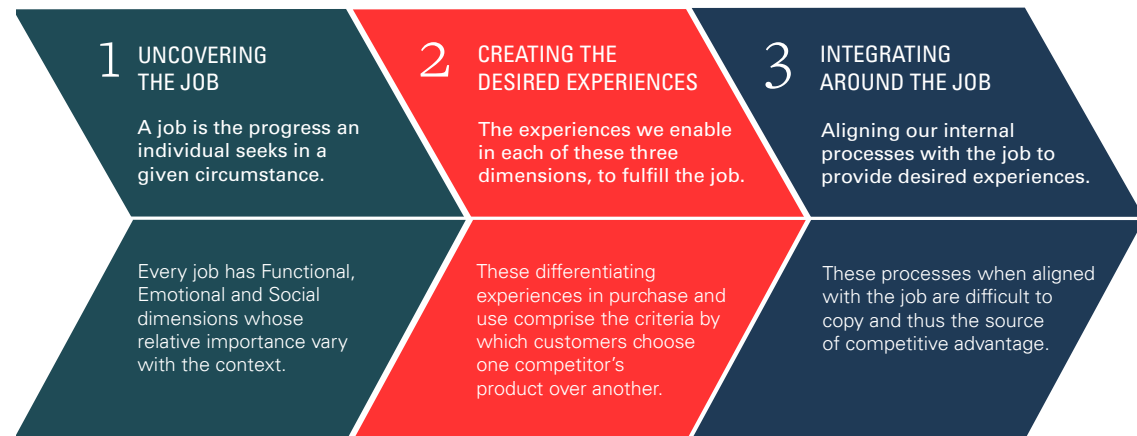 1
UNCOVERING
THE JOB
A job is the progress an
individual seeks in a
given circumstance.
Every job has Functional,
Emotional and Social
dimensions whose
relative importance vary
with the context.
2
CREATING THE
DESIRED EXPERIENCES
The experiences we enable
in each of these three
dimensions, to fulfill the job.
These differentiating
experiences in purchase and
use comprise the criteria by
which customers choose
one competitor’s
product over another.
3
INTEGRATING
AROUND THE JOB
Aligning our internal
processes with the job to
provide desired experiences.
These processes when aligned
with the job are difficult to
copy and thus the source
of competitive advantage.